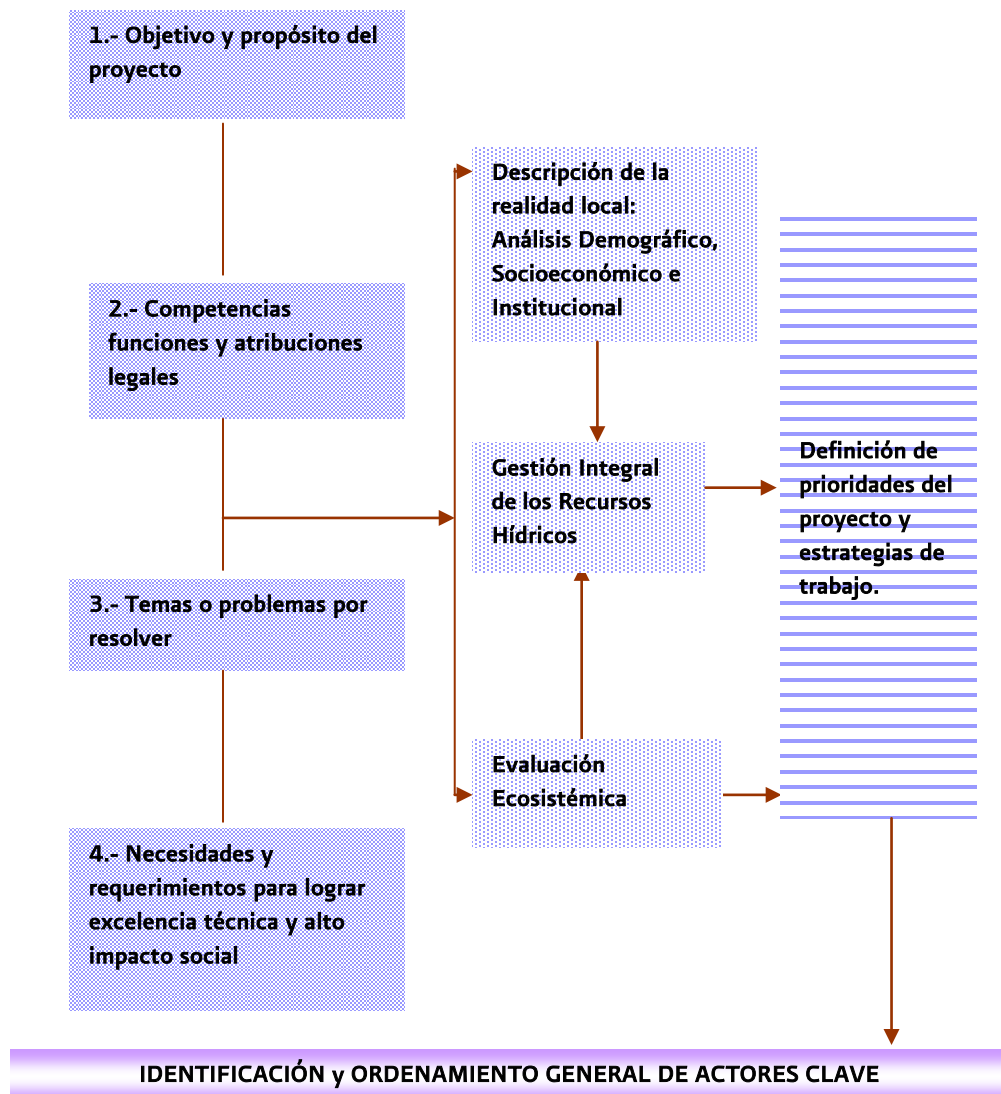 1.- Objetivo y propósito del
proyecto
2.- Competencias
funciones y atribuciones
legales
3.- Temas o problemas por
resolver
4.- Necesidades y
requerimientos para lograr
excelencia técnica y alto
impacto social
Descripción de la
realidad local:
Análisis Demográfico,
Socioeconómico e
Institucional
Gestión Integral
de los Recursos
Hídricos
Evaluación
Ecosistémica
Definición de
prioridades del
proyecto y
estrategias de
trabajo.
IDENTIFICACIÓN y ORDENAMIENTO GENERAL DE ACTORES CLAVE